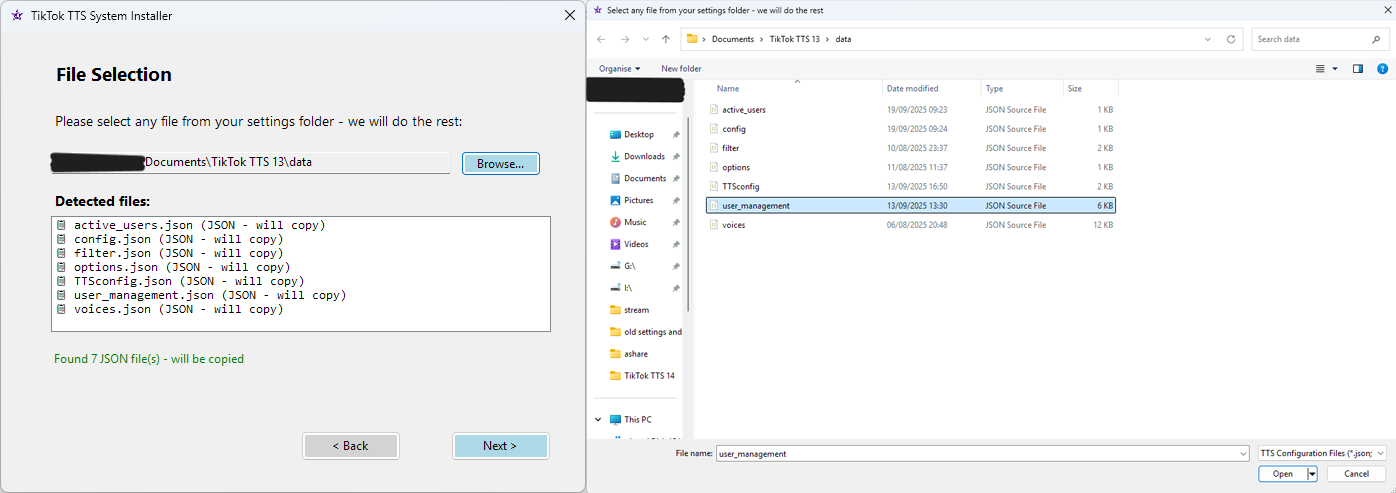 TikTok TTS System Installer
File Selection
Please select any file from your settings folder - we will do the rest:
Documents\TikTok TTS 13\data
Browse...
Detected files:
active_users.json (JSON - will copy)
config.json (JSON - will copy)
filter.json (JSON - will copy)
options.json (JSON - will copy)
TTSconfig.json (JSON - will copy)
user_management.json (JSON - will copy)
voices.json (JSON - will copy)
Found 7 JSON file(s) - will be copied
< Back
Next >
Select any file from your settings folder - we will do the rest
Documents > TikTok TTS 13 > data
Search data
Organise
New folder
Name Date modified Type Size
active_users 19/09/2025 09:23 JSON Source File 1 KB
config 19/09/2025 09:24 JSON Source File 1 KB
filter 10/08/2025 23:37 JSON Source File 2 KB
options 11/08/2025 11:37 JSON Source File 1 KB
TTSconfig 13/09/2025 16:50 JSON Source File 2 KB
user_management 13/09/2025 13:30 JSON Source File 6 KB
voices 06/08/2025 20:48 JSON Source File 12 KB
Desktop
Downloads
Documents
Pictures
Music
Videos
G:\
I:\
stream
old settings and
ashare
TikTok TTS 14
This PC
File name: user_management
TTS Configuration Files (*.json;
Open
Cancel